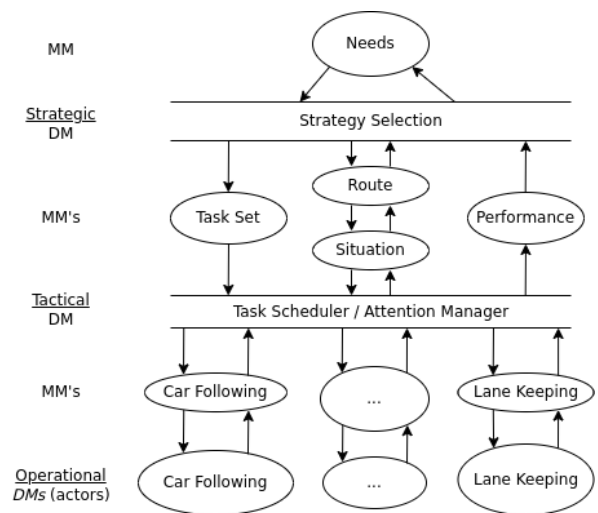 MM
Needs
Strategic
DM
Strategy Selection
Route
MM's
Task Set
Performance
Situation
Tactical
DM
Task Scheduler / Attention Manager
MM's
Car Following
...
Lane Keeping
Operational
DMs (actors)
Car Following
...
Lane Keeping